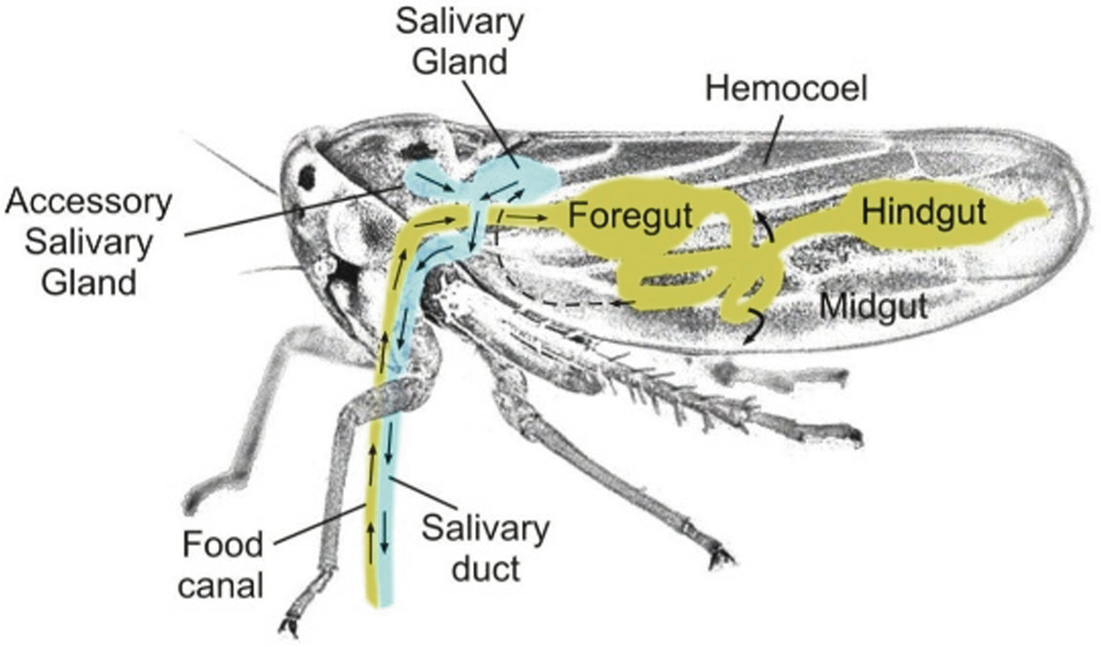 Salivary
Gland
Hemocoel
Accessory
Salivary
Gland
Foregut
Hindgut
Midgut
Food
canal
Salivary
duct